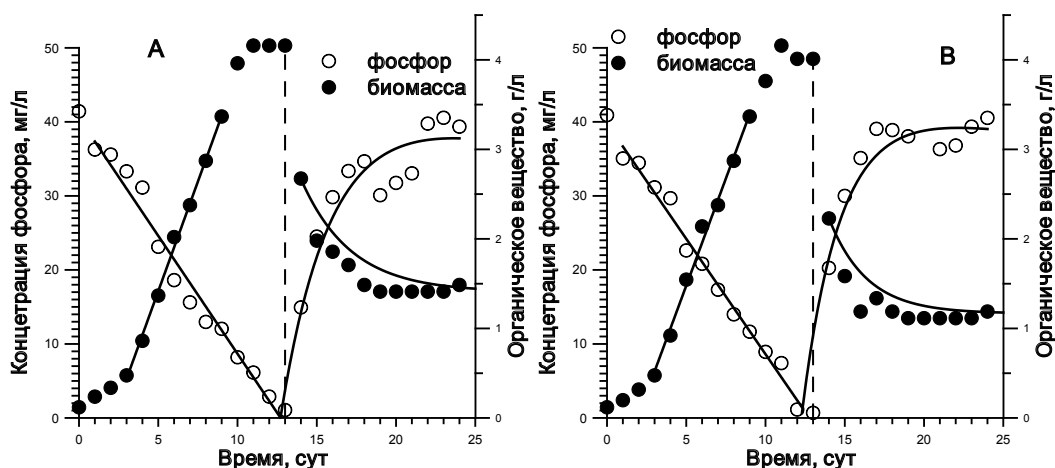 А
фосфор
биомасса
Концетрация фосфора, мг/л
50
40
30
20
10
0
Органическое вещество, г/л
4
3
2
1
0
0 5 10 15 20 25
Время, сут
В
фосфор
биомасса
Концетрация фосфора, мг/л
50
40
30
20
10
0
Органическое вещество, г/л
4
3
2
1
0
0 5 10 15 20 25
Время, сут